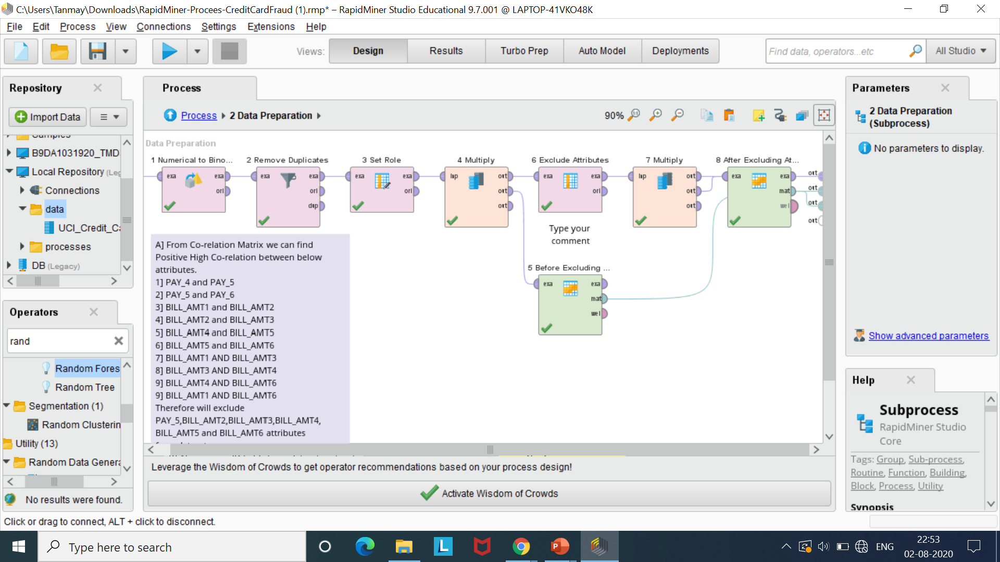 C:\Users\Tanmay\Downloads\RapidMiner-Procees-CreditCardFraud (1).rmp* – RapidMiner Studio Educational 9.7.001 @ LAPTOP-41VKO48K
File Edit Process View Connections Settings Extensions Help
Views: Design Results Turbo Prep Auto Model Deployments
Find data, operators...etc
All Studio
Repository
Import Data
Samples
B9DA1031920_TMD
Local Repository (Leg
Connections
data
UCI_Credit_Ca
processes
DB (Legacy)
Operators
rand
Random Fores
Random Tree
Segmentation (1)
Random Clusterin
Utility (13)
Random Data Genera
No results were found.
Process
Process 2 Data Preparation
90%
Data Preparation
1 Numerical to Bino...
exa exa
ori
2 Remove Duplicates
exa exa
ori
dup
3 Set Role
exa exa
ori
4 Multiply
inp out
out
out
6 Exclude Attributes
exa exa
ori
Type your
comment
7 Multiply
inp out
out
out
8 After Excluding At...
exa exa
mat
wei
out
out
out
out
5 Before Excluding ...
exa exa
mat
wei
A] From Co-relation Matrix we can find
Positive High Co-relation between below
attributes.
1] PAY_4 and PAY_5
2] PAY_5 and PAY_6
3] BILL_AMT1 and BILL_AMT2
4] BILL_AMT2 and BILL_AMT3
5] BILL_AMT4 and BILL_AMT5
6] BILL_AMT5 and BILL_AMT6
7] BILL_AMT1 AND BILL_AMT3
8] BILL_AMT3 AND BILL_AMT4
9] BILL_AMT4 AND BILL_AMT6
9] BILL_AMT1 AND BILL_AMT6
Therefore will exclude
PAY_5,BILL_AMT2,BILL_AMT3,BILL_AMT4,
BILL_AMT5 and BILL_AMT6 attributes
Leverage the Wisdom of Crowds to get operator recommendations based on your process design!
Activate Wisdom of Crowds
Parameters
2 Data Preparation
(Subprocess)
No parameters to display.
Show advanced parameters
Help
Subprocess
RapidMiner Studio
Core
Tags: Group, Sub-process,
Routine, Function, Building,
Block, Process, Utility
Synopsis
Click or drag to connect, ALT + click to disconnect.
Type here to search
L
P
ENG
22:53
02-08-2020